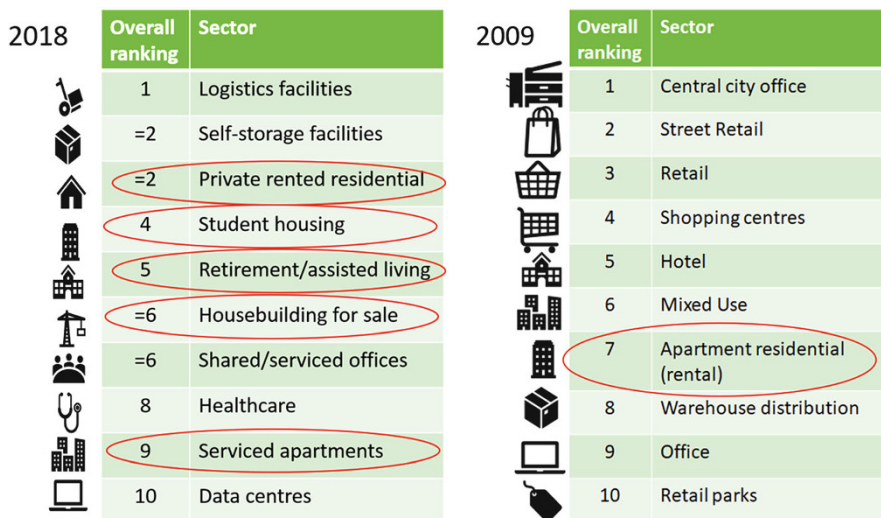 2018
Overall ranking Sector
1 Logistics facilities
=2 Self-storage facilities
=2 Private rented residential
4 Student housing
5 Retirement/assisted living
=6 Housebuilding for sale
=6 Shared/serviced offices
8 Healthcare
9 Serviced apartments
10 Data centres
2009
Overall ranking Sector
1 Central city office
2 Street Retail
3 Retail
4 Shopping centres
5 Hotel
6 Mixed Use
7 Apartment residential
(rental)
8 Warehouse distribution
9 Office
10 Retail parks